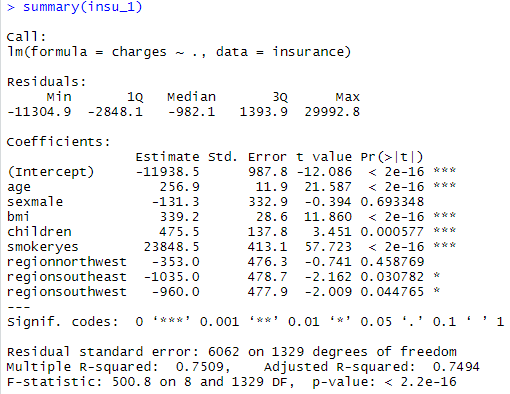 > summary(insu_1)
Call:
lm(formula = charges ~ ., data = insurance)
Residuals:
     Min       1Q   Median       3Q      Max
-11304.9  -2848.1   -982.1   1393.9  29992.8
Coefficients:
                Estimate Std. Error t value Pr(>|t|)
(Intercept)     -11938.5      987.8 -12.086  < 2e-16 ***
age                256.9       11.9  21.587  < 2e-16 ***
sexmale           -131.3      332.9  -0.394 0.693348
bmi                339.2       28.6  11.860  < 2e-16 ***
children           475.5      137.8   3.451 0.000577 ***
smokeryes        23848.5      413.1  57.723  < 2e-16 ***
regionnorthwest   -353.0      476.3  -0.741 0.458769
regionsoutheast  -1035.0      478.7  -2.162 0.030782 *
regionsouthwest   -960.0      477.9  -2.009 0.044765 *
---
Signif. codes:  0 ‘***’ 0.001 ‘**’ 0.01 ‘*’ 0.05 ‘.’ 0.1 ‘ ’ 1
Residual standard error: 6062 on 1329 degrees of freedom
Multiple R-squared:  0.7509,    Adjusted R-squared:  0.7494
F-statistic: 500.8 on 8 and 1329 DF,  p-value: < 2.2e-16